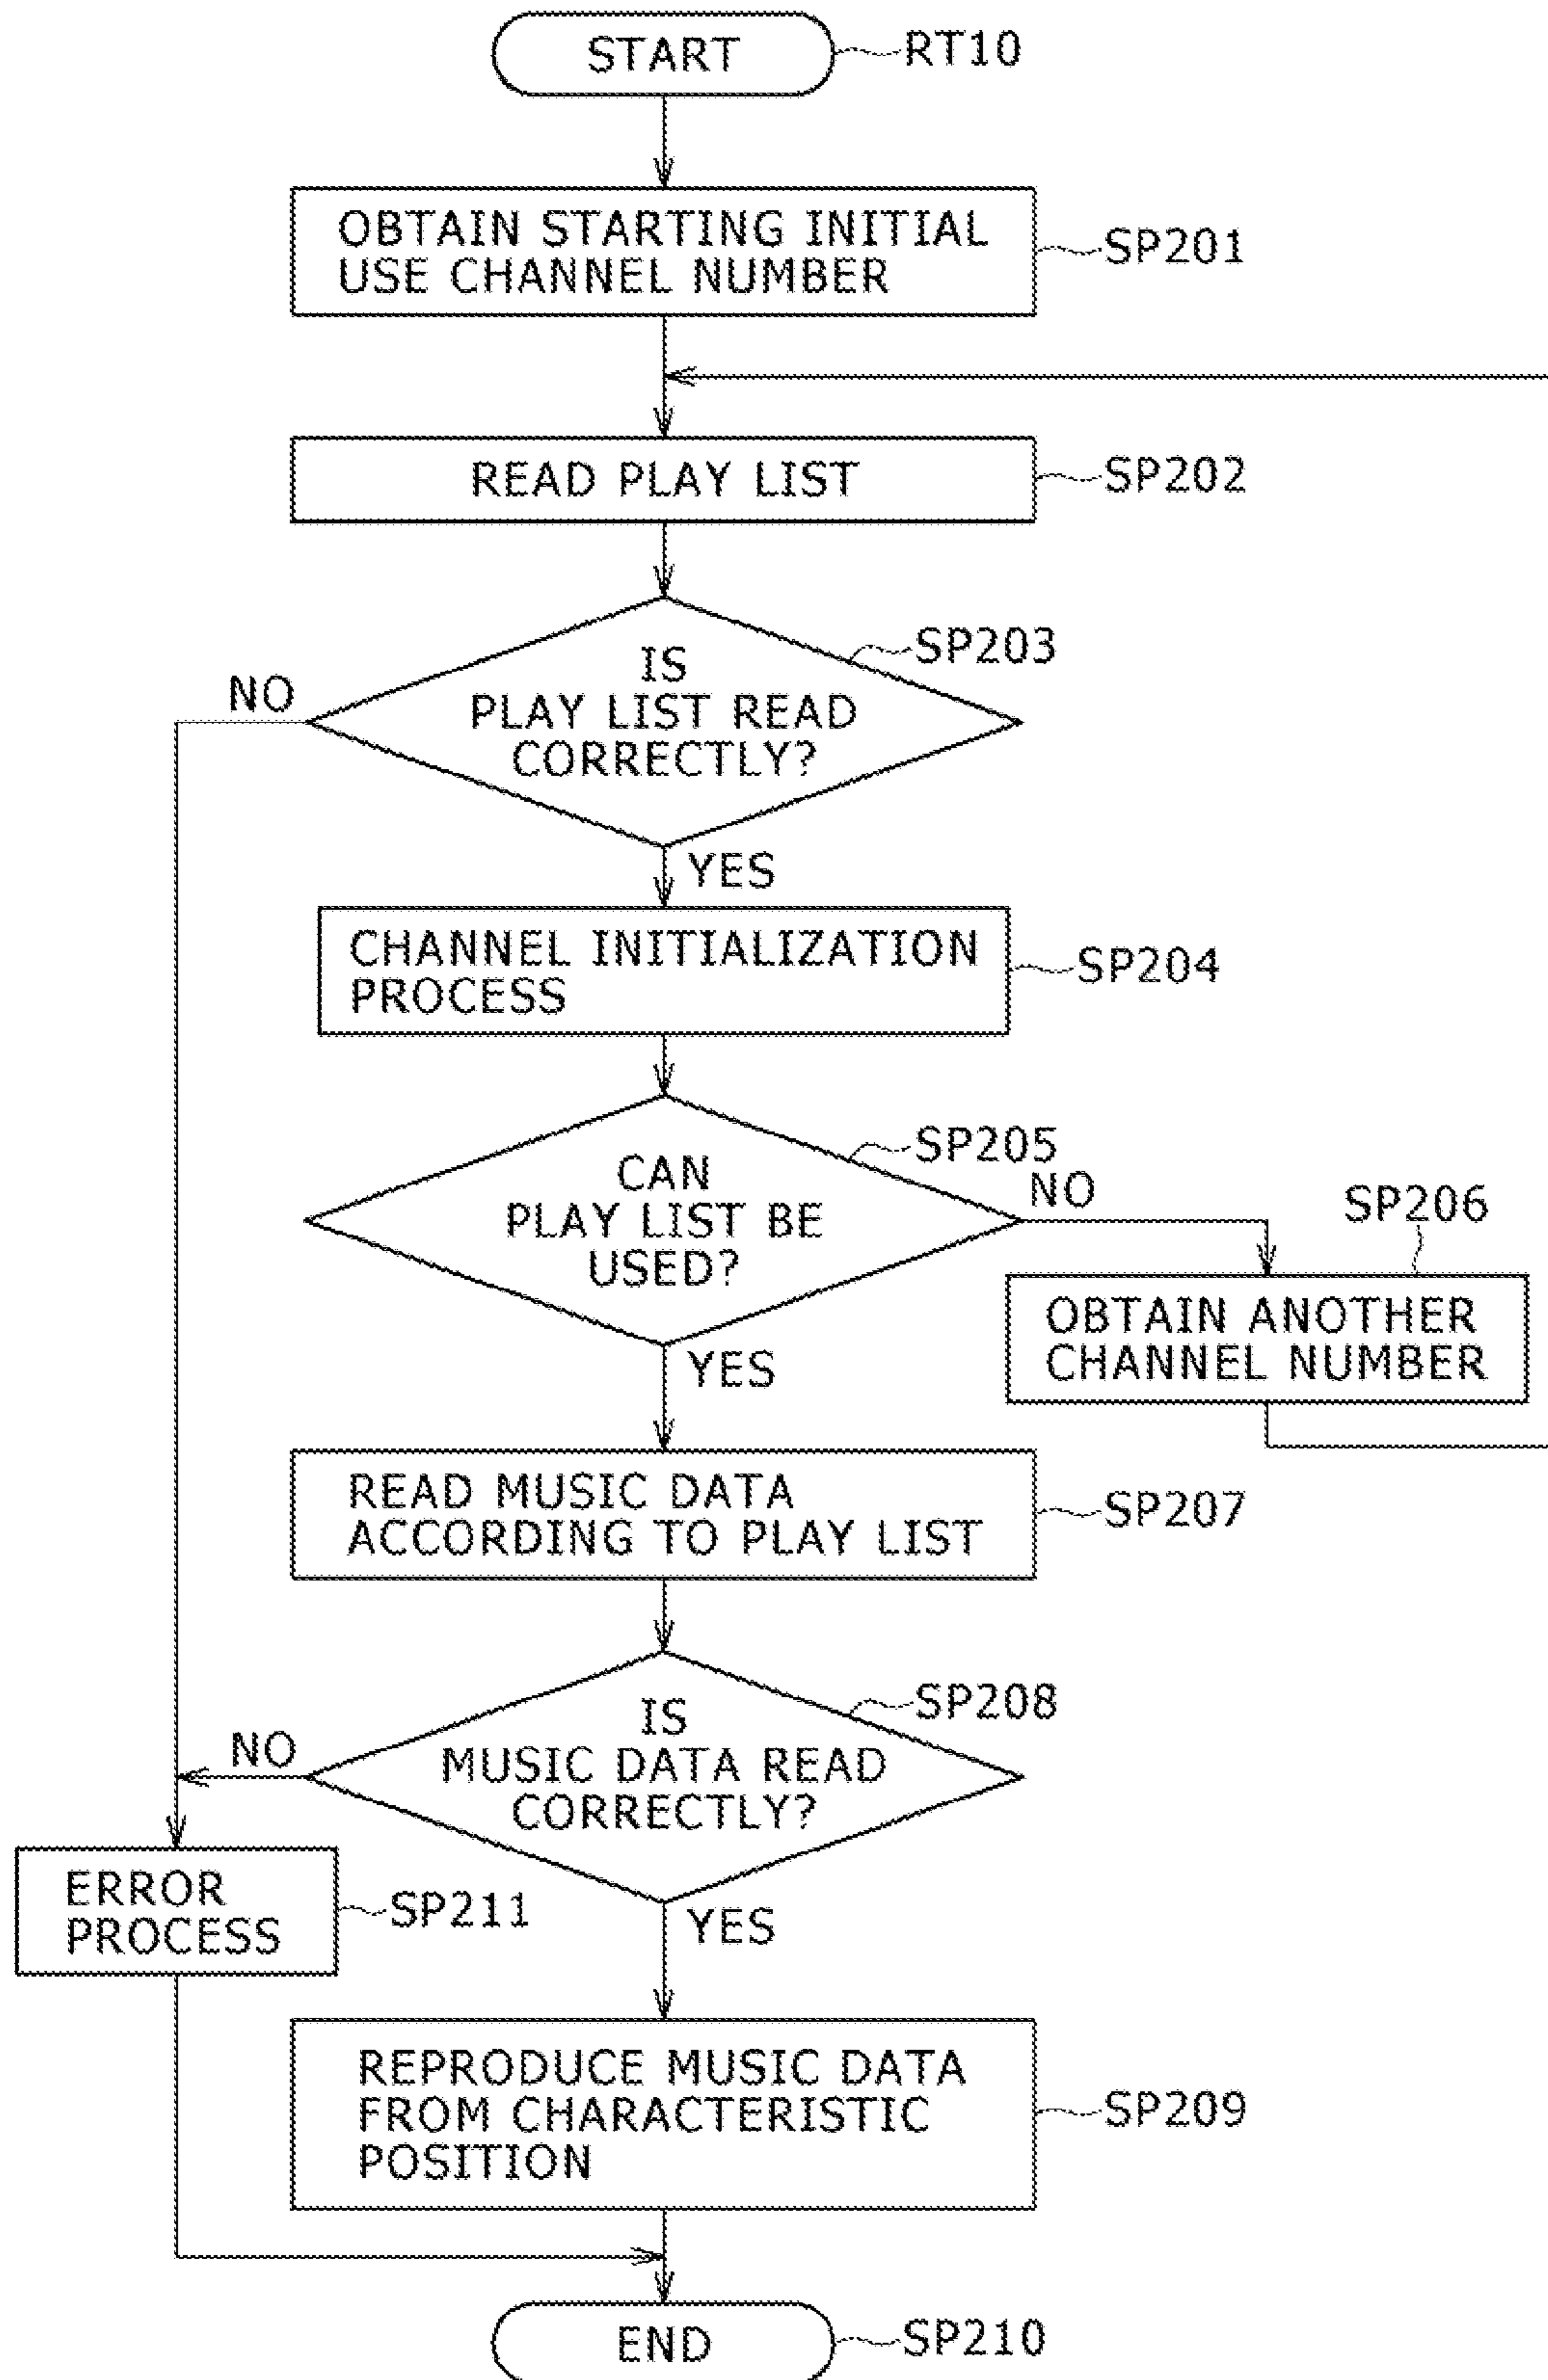 START
RT10
OBTAIN STARTING INITIAL
USE CHANNEL NUMBER
SP201
READ PLAY LIST
SP202
SP203
IS
PLAY LIST READ
CORRECTLY?
NO
YES
CHANNEL INITIALIZATION
PROCESS
SP204
SP205
CAN
PLAY LIST BE
USED?
NO
SP206
OBTAIN ANOTHER
CHANNEL NUMBER
YES
READ MUSIC DATA
ACCORDING TO PLAY LIST
SP207
SP208
IS
MUSIC DATA READ
CORRECTLY?
NO
ERROR
PROCESS
SP211
YES
REPRODUCE MUSIC DATA
FROM CHARACTERISTIC
POSITION
SP209
END
SP210